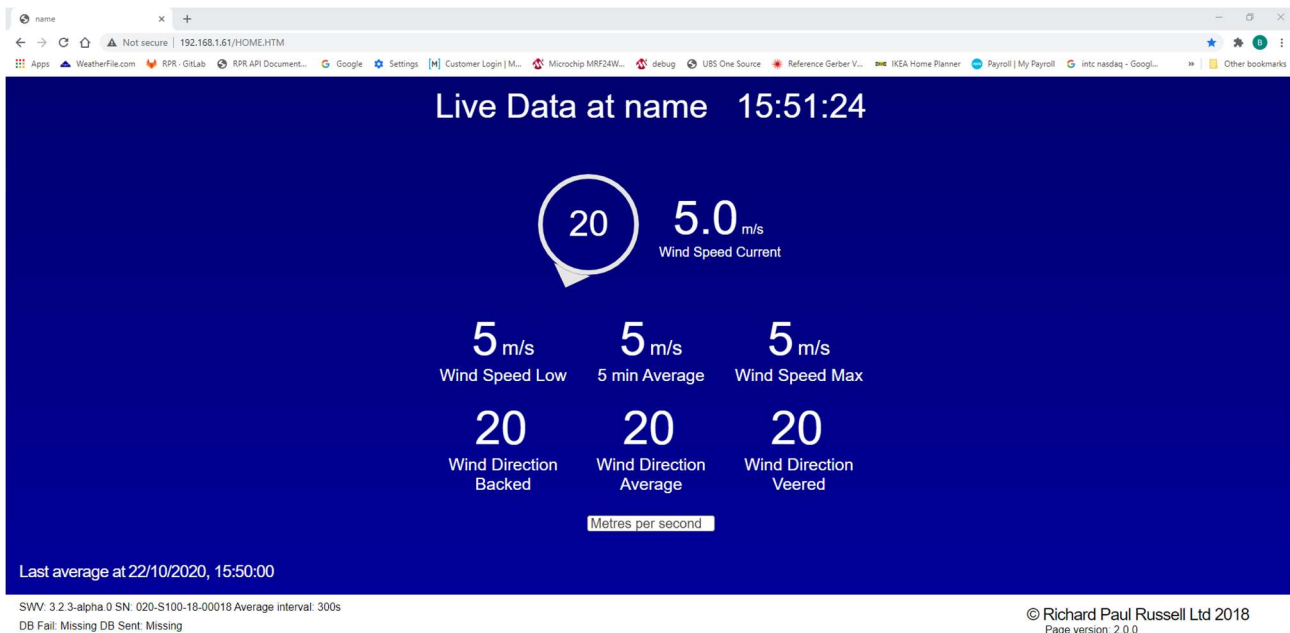 name
Not secure 192.168.1.61/HOME.HTM
B
Apps WeatherFile.com RPR · GitLab RPR API Document... Google Settings Customer Login | M... Microchip MRF24W... debug UBS One Source Reference Gerber V... IKEA Home Planner Payroll | My Payroll intc nasdaq - Googl... » Other bookmarks
Live Data at name 15:51:24
20
5.0 m/s
Wind Speed Current
5 m/s 5 m/s 5 m/s
Wind Speed Low 5 min Average Wind Speed Max
20 20 20
Wind Direction Wind Direction Wind Direction
Backed Average Veered
Metres per second
Last average at 22/10/2020, 15:50:00
SWV: 3.2.3-alpha.0 SN: 020-S100-18-00018 Average interval: 300s
DB Fail: Missing DB Sent: Missing
© Richard Paul Russell Ltd 2018
Page version: 2.0.0